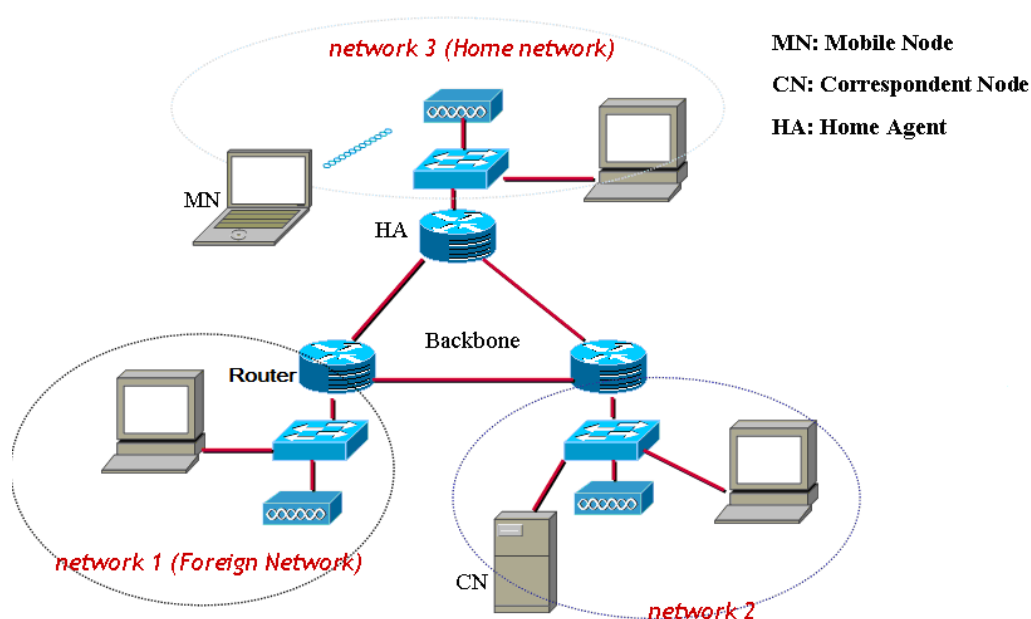 network 3 (Home network)
MN: Mobile Node
CN: Correspondent Node
HA: Home Agent
MN
HA
Backbone
Router
network 1 (Foreign Network)
CN
network 2